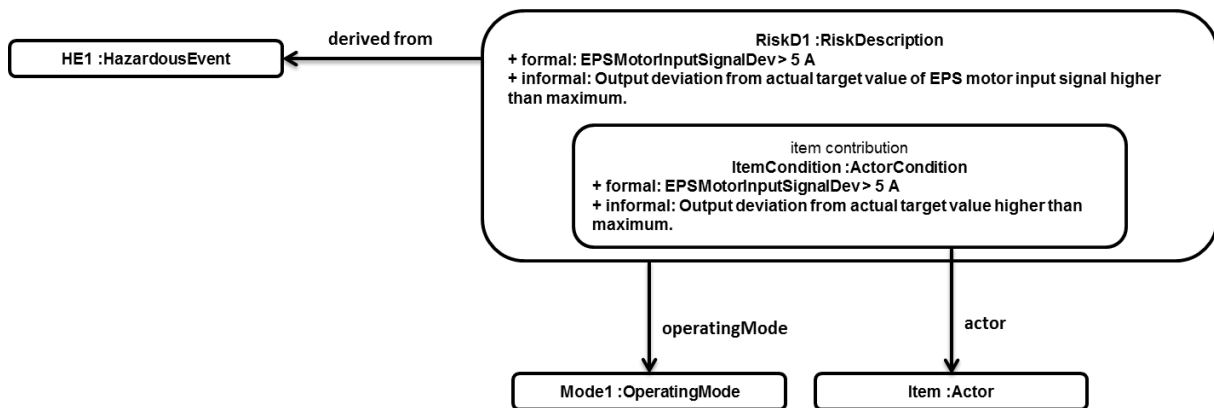 derived from
HE1 :HazardousEvent
RiskD1 :RiskDescription
+ formal: EPSMotorInputSignalDev > 5 A
+ informal: Output deviation from actual target value of EPS motor input signal higher
than maximum.
item contribution
ItemCondition :ActorCondition
+ formal: EPSMotorInputSignalDev > 5 A
+ informal: Output deviation from actual target value higher than
maximum.
operatingMode
actor
Mode1 :OperatingMode
Item :Actor